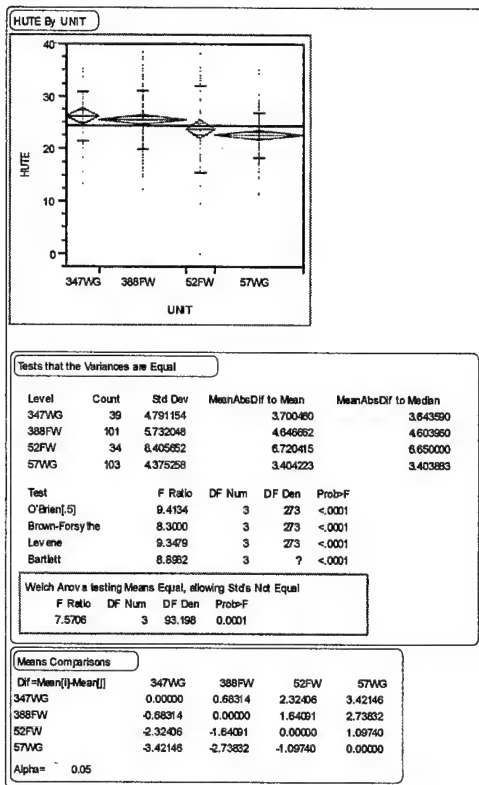 HUTE By UNIT
40
30
20
10
0
HUTE
347WG 388FW 52FW 57WG
UNIT
Tests that the Variances are Equal
Level Count Std Dev MeanAbsDif to Mean MeanAbsDif to Median
347WG 39 4.791154 3.700460 3.643590
388FW 101 5.732048 4.646662 4.603960
52FW 34 8.405652 6.720415 6.650000
57WG 103 4.375258 3.404223 3.403883
Test F Ratio DF Num DF Den Prob>F
O'Brien[.5] 9.4134 3 273 <.0001
Brown-Forsythe 8.3000 3 273 <.0001
Levene 9.3479 3 273 <.0001
Bartlett 8.8982 3 ? <.0001
Welch Anova testing Means Equal, allowing Std's Not Equal
F Ratio DF Num DF Den Prob>F
7.5706 3 93.198 0.0001
Means Comparisons
Dif=Mean[i]-Mean[j] 347WG 388FW 52FW 57WG
347WG 0.00000 0.68314 2.32406 3.42146
388FW -0.68314 0.00000 1.64091 2.73832
52FW -2.32406 -1.64091 0.00000 1.09740
57WG -3.42146 -2.73832 -1.09740 0.00000
Alpha= 0.05